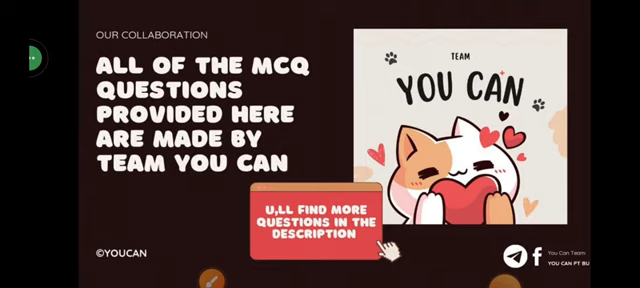 OUR COLLABORATION
ALL OF THE MCQ
QUESTIONS
PROVIDED HERE
ARE MADE BY
TEAM YOU CAN
TEAM
YOU CAN
U,LL FIND MORE
QUESTIONS IN THE
DESCRIPTION
©YOUCAN
You Can Team
YOU CAN PT BU